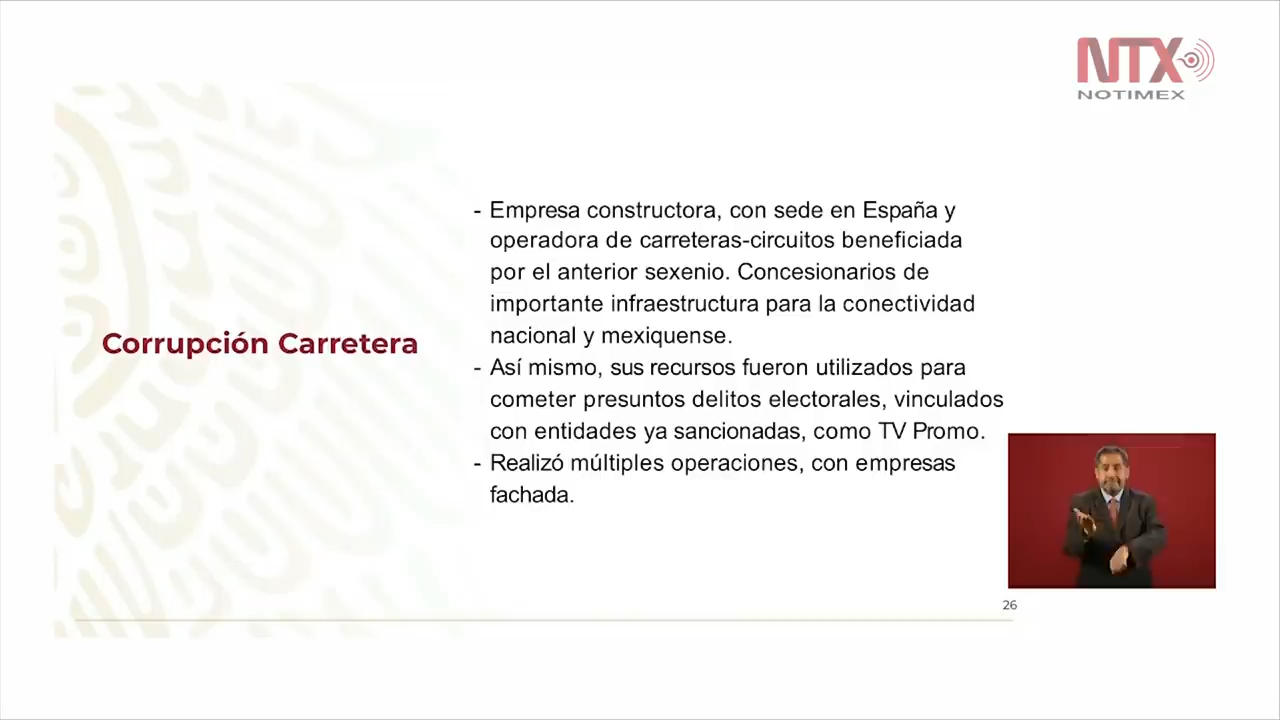 NTX
NOTIMEX
Corrupción Carretera
- Empresa constructora, con sede en España y
operadora de carreteras-circuitos beneficiada
por el anterior sexenio. Concesionarios de
importante infraestructura para la conectividad
nacional y mexiquense.
- Así mismo, sus recursos fueron utilizados para
cometer presuntos delitos electorales, vinculados
con entidades ya sancionadas, como TV Promo.
- Realizó múltiples operaciones, con empresas
fachada.
26